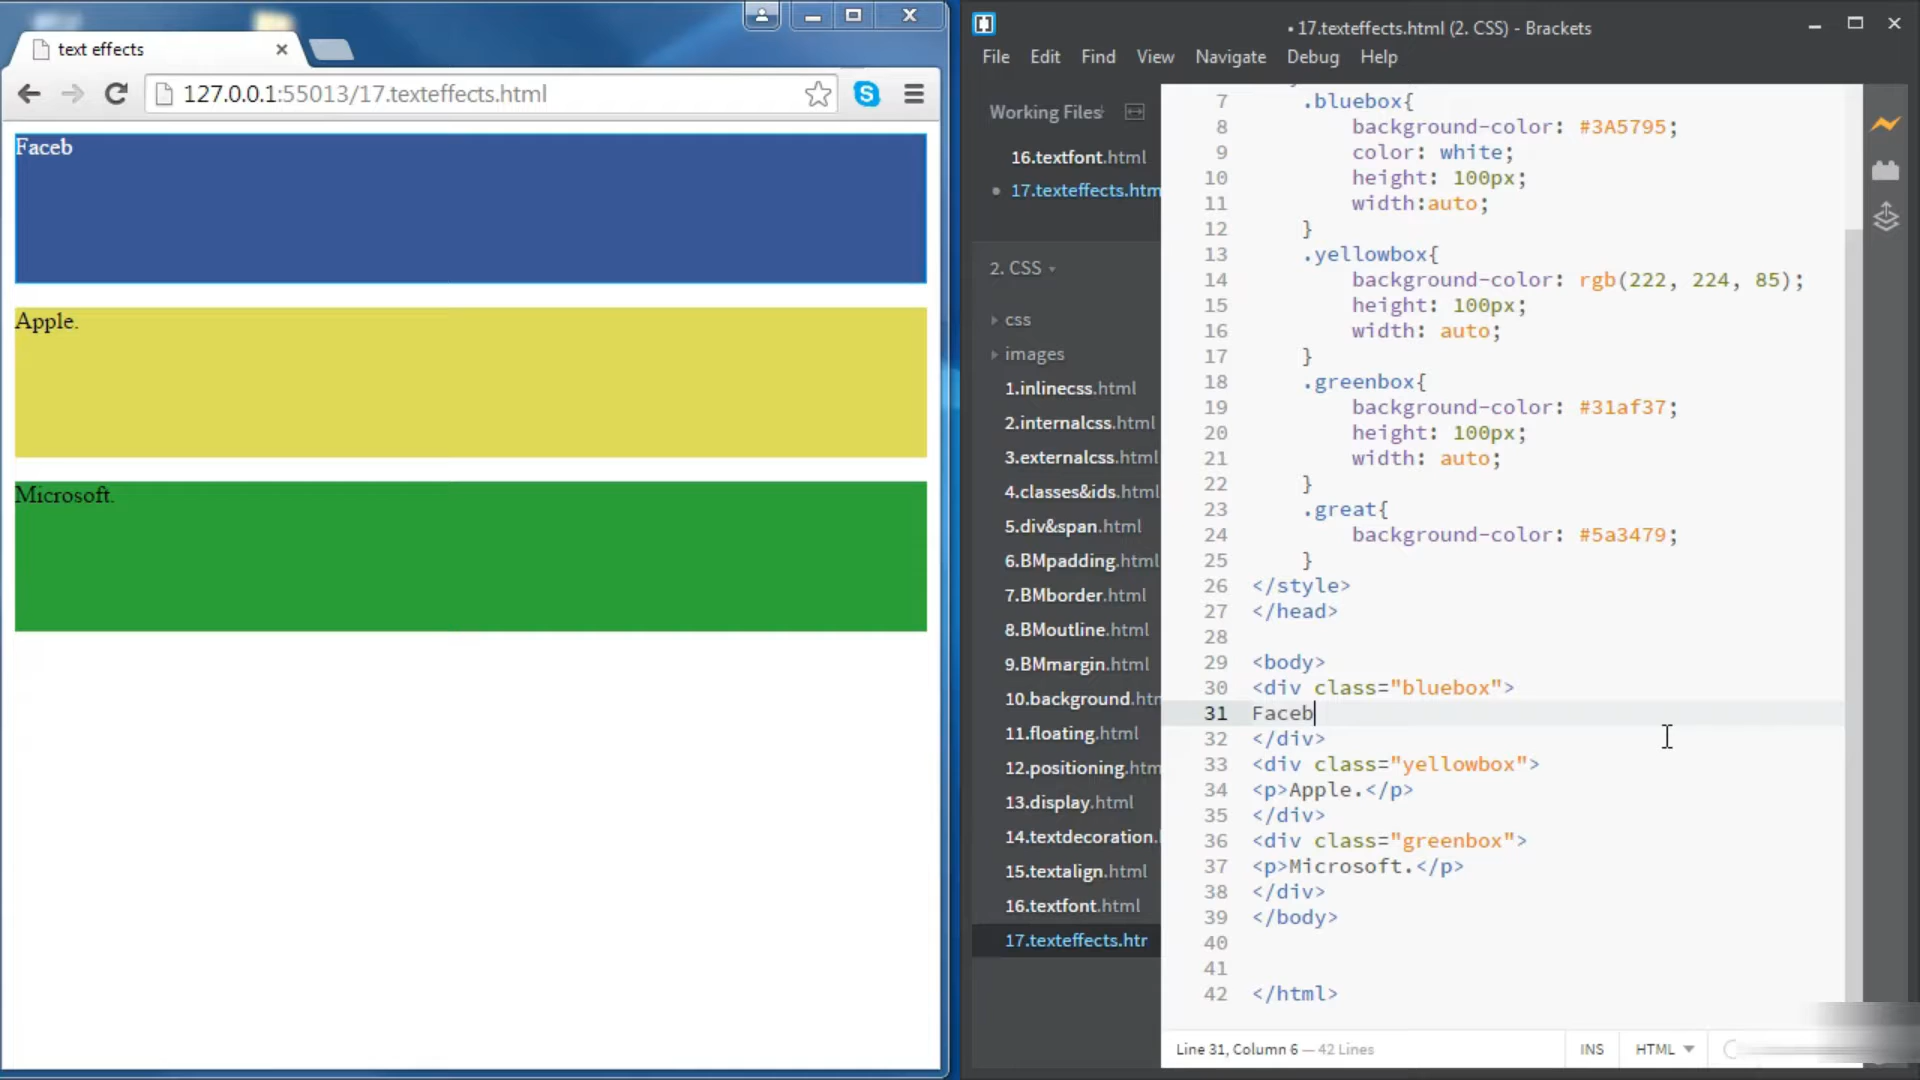 text effects
127.0.0.1:55013/17.texteffects.html
Faceb
Apple.
Microsoft.
• 17.texteffects.html (2. CSS) - Brackets
File Edit Find View Navigate Debug Help
Working Files
16.textfont.html
17.texteffects.htm
2. CSS
css
images
1.inlinecss.html
2.internalcss.html
3.externalcss.html
4.classes&ids.html
5.div&span.html
6.BMpadding.html
7.BMborder.html
8.BMoutline.html
9.BMmargin.html
10.background.htm
11.floating.html
12.positioning.htm
13.display.html
14.textdecoration.
15.textalign.html
16.textfont.html
17.texteffects.htr
7 .bluebox{
8 background-color: #3A5795;
9 color: white;
10 height: 100px;
11 width:auto;
12 }
13 .yellowbox{
14 background-color: rgb(222, 224, 85);
15 height: 100px;
16 width: auto;
17 }
18 .greenbox{
19 background-color: #31af37;
20 height: 100px;
21 width: auto;
22 }
23 .great{
24 background-color: #5a3479;
25 }
26 </style>
27 </head>
28
29 <body>
30 <div class="bluebox">
31 Faceb
32 </div>
33 <div class="yellowbox">
34 <p>Apple.</p>
35 </div>
36 <div class="greenbox">
37 <p>Microsoft.</p>
38 </div>
39 </body>
40
41
42 </html>
Line 31, Column 6 — 42 Lines
INS
HTML